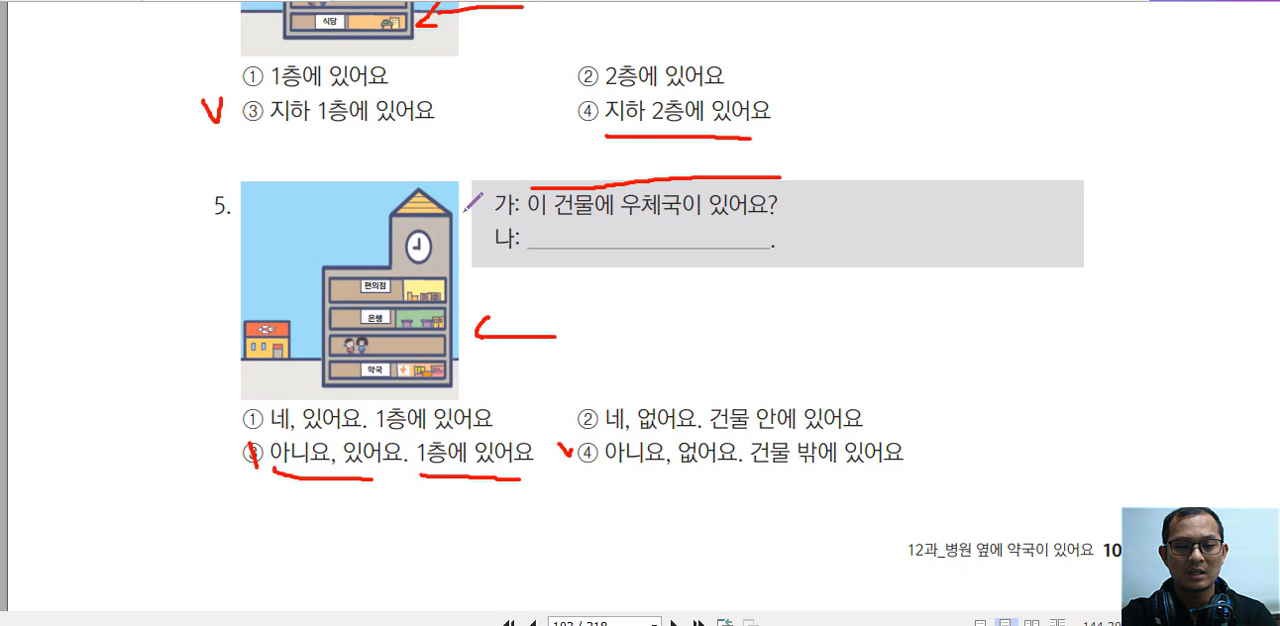 식당
① 1층에 있어요
② 2층에 있어요
③ 지하 1층에 있어요
④ 지하 2층에 있어요
5.
가: 이 건물에 우체국이 있어요?
나: ____________________.
편의점
은행
약국
① 네, 있어요. 1층에 있어요
② 네, 없어요. 건물 안에 있어요
③ 아니요, 있어요. 1층에 있어요
④ 아니요, 없어요. 건물 밖에 있어요
12과_병원 옆에 약국이 있어요 10